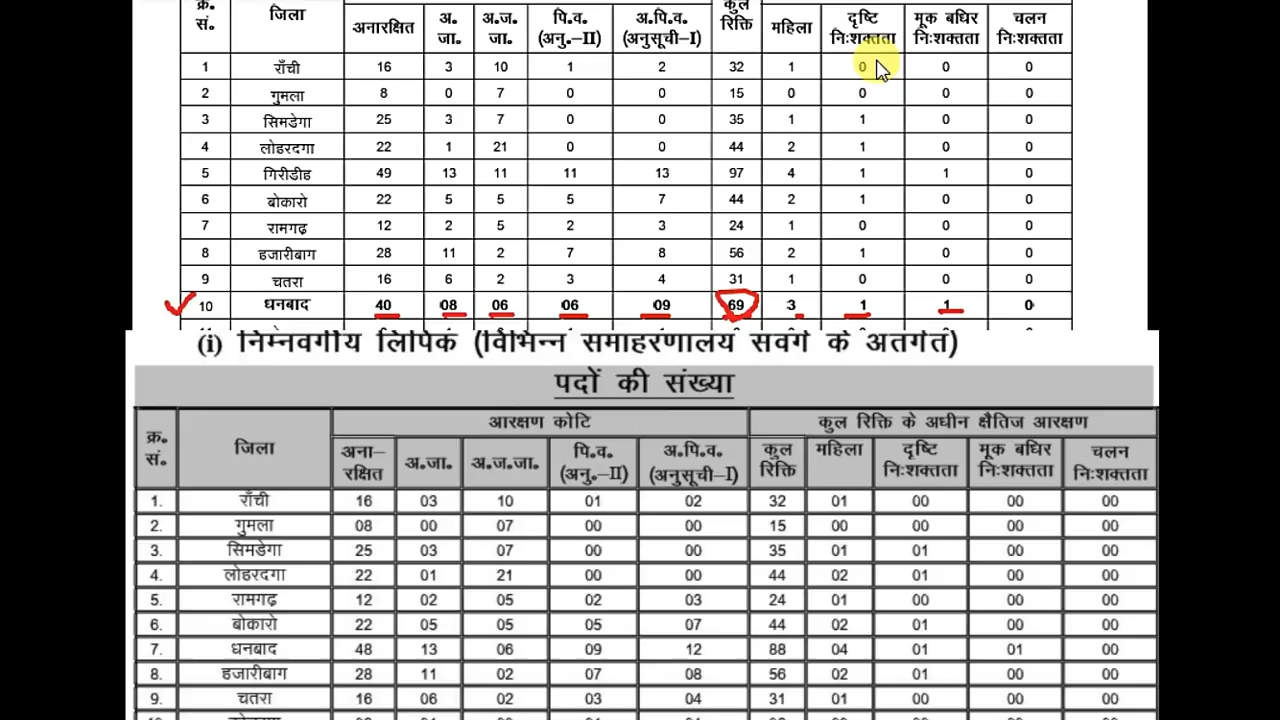 क्र॰ सं॰ जिला अनारक्षित अ॰ जा॰ अ॰ज॰ जा॰ पि॰व॰ (अनु॰–II) अ॰पि॰व॰ (अनुसूची–I) कुल रिक्ति महिला दृष्टि निःशक्तता मूक बधिर निःशक्तता चलन निःशक्तता
1 राँची 16 3 10 1 2 32 1 0 0 0
2 गुमला 8 0 7 0 0 15 0 0 0 0
3 सिमडेगा 25 3 7 0 0 35 1 1 0 0
4 लोहरदगा 22 1 21 0 0 44 2 1 0 0
5 गिरीडीह 49 13 11 11 13 97 4 1 1 0
6 बोकारो 22 5 5 5 7 44 2 1 0 0
7 रामगढ़ 12 2 5 2 3 24 1 0 0 0
8 हजारीबाग 28 11 2 7 8 56 2 1 0 0
9 चतरा 16 6 2 3 4 31 1 0 0 0
10 धनबाद 40 08 06 06 09 69 3 1 1 0
(i) निम्नवर्गीय लिपिक (विभिन्न समाहरणालय संवर्ग के अंतर्गत)
पदों की संख्या
आरक्षण कोटि कुल रिक्ति के अधीन क्षैतिज आरक्षण
क्र॰ सं॰ जिला अना– रक्षित अ॰जा॰ अ॰ज॰जा॰ पि॰व॰ (अनु॰–II) अ॰पि॰व॰ (अनुसूची–I) कुल रिक्ति महिला दृष्टि निःशक्तता मूक बधिर निःशक्तता चलन निःशक्तता
1. राँची 16 03 10 01 02 32 01 00 00 00
2. गुमला 08 00 07 00 00 15 00 00 00 00
3. सिमडेगा 25 03 07 00 00 35 01 01 00 00
4. लोहरदगा 22 01 21 00 00 44 02 01 00 00
5. रामगढ़ 12 02 05 02 03 24 01 00 00 00
6. बोकारो 22 05 05 05 07 44 02 01 00 00
7. धनबाद 48 13 06 09 12 88 04 01 01 00
8. हजारीबाग 28 11 02 07 08 56 02 01 00 00
9. चतरा 16 06 02 03 04 31 01 00 00 00